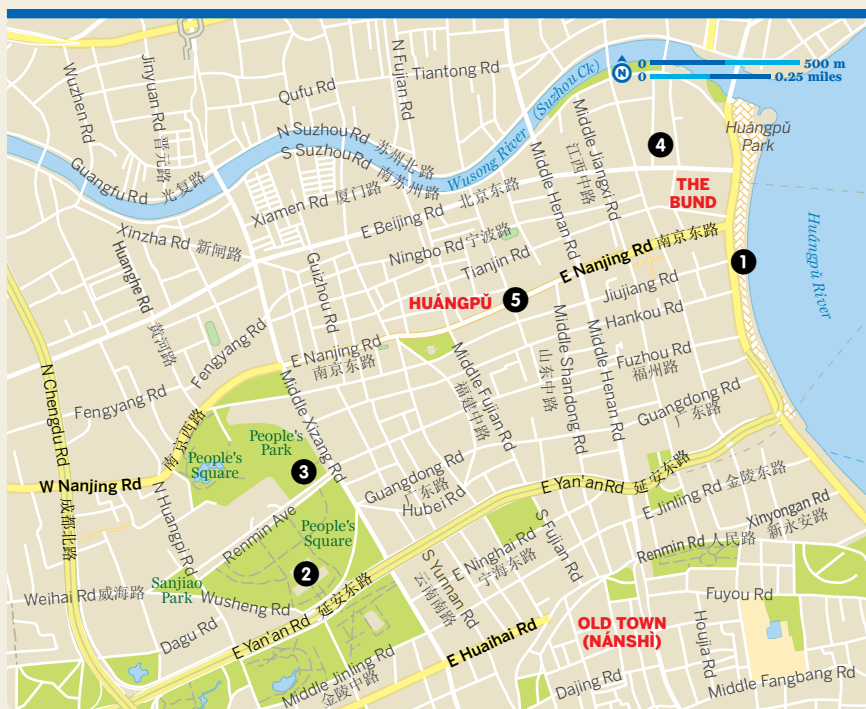 Wuzhen Rd
Jinyuan Rd 晋元路
N Fujian Rd
Tiantong Rd
Qufu Rd
N
0 500 m
0 0.25 miles
Guangfu Rd 光复路
N Suzhou Rd 苏州北路
S Suzhou Rd 南苏州路
Wusong River (Suzhou Ck)
Huángpǔ
Park
4
Middle Jiangxi Rd
江西中路
Middle Henan Rd
THE
BUND
Xiamen Rd 厦门路
E Beijing Rd 北京东路
Xinzha Rd 新闸路
Ningbo Rd 宁波路
Tianjin Rd
E Nanjing Rd 南京东路
1
Huángpǔ River
Huanghe Rd 黄河路
Guizhou Rd
HUÁNGPǓ
5
Jiujiang Rd
Hankou Rd
Fengyang Rd
E Nanjing Rd
南京东路
Middle Fujian Rd
福建中路
Middle Shandong Rd
山东中路
Middle Henan Rd
Fuzhou Rd
福州路
Guangdong Rd
广东路
N Chengdu Rd
成都北路
Fengyang Rd
南京西路
Middle Xizang Rd
People's
Park
People's
Square
3
W Nanjing Rd
N Huangpi Rd
Renmin Ave
Guangdong Rd
广东路
Hubei Rd
E Yan'an Rd 延安东路
E Jinling Rd 金陵东路
Xinyongan Rd
新永安路
Renmin Rd 人民路
People's
Square
2
Sanjiao
Park
Weihai Rd 威海路
Wusheng Rd
Dagu Rd
E Yan'an Rd 延安东路
S Yunnan Rd
云南南路
E Ninghai Rd
宁海东路
S Fujian Rd
E Huaihai Rd
Middle Jinling Rd
金陵中路
OLD TOWN
(NÁNSHÌ)
Fuyou Rd
Houjia Rd
Dajing Rd
Middle Fangbang Rd